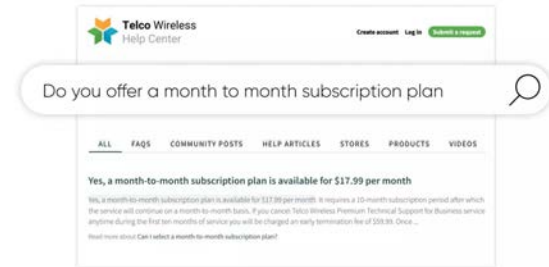 Telco Wireless
Help Center
Create account Log in Submit a request
Do you offer a month to month subscription plan
ALL FAQS COMMUNITY POSTS HELP ARTICLES STORES PRODUCTS VIDEOS
Yes, a month-to-month subscription plan is available for $17.99 per month
Yes, a month-to-month subscription plan is available for $17.99 per month. It requires a 10-month subscription period after which
the service will continue on a month-to-month basis. If you cancel Telco Wireless Premium Technical Support for Business service
anytime during the first ten months of service you will be charged an early termination fee of $59.99. Once ...
Read more about Can I select a month-to-month subscription plan?